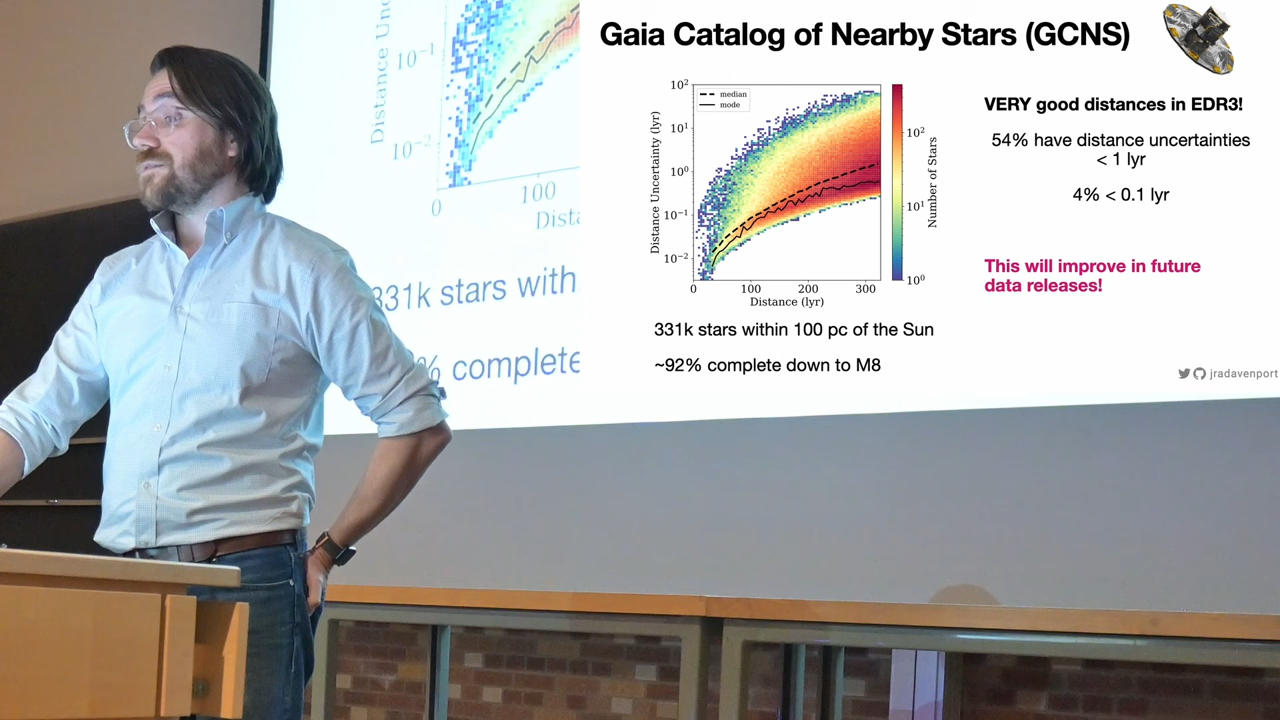 Distance Unc
10⁻¹
10⁻²
0
100
Dista
331k stars with
% complete
Gaia Catalog of Nearby Stars (GCNS)
median
mode
Distance Uncertainty (lyr)
10²
10¹
10⁰
10⁻¹
10⁻²
0 100 200 300
Distance (lyr)
10²
10¹
10⁰
Number of Stars
331k stars within 100 pc of the Sun
~92% complete down to M8
VERY good distances in EDR3!
54% have distance uncertainties
< 1 lyr
4% < 0.1 lyr
This will improve in future
data releases!
jradavenport